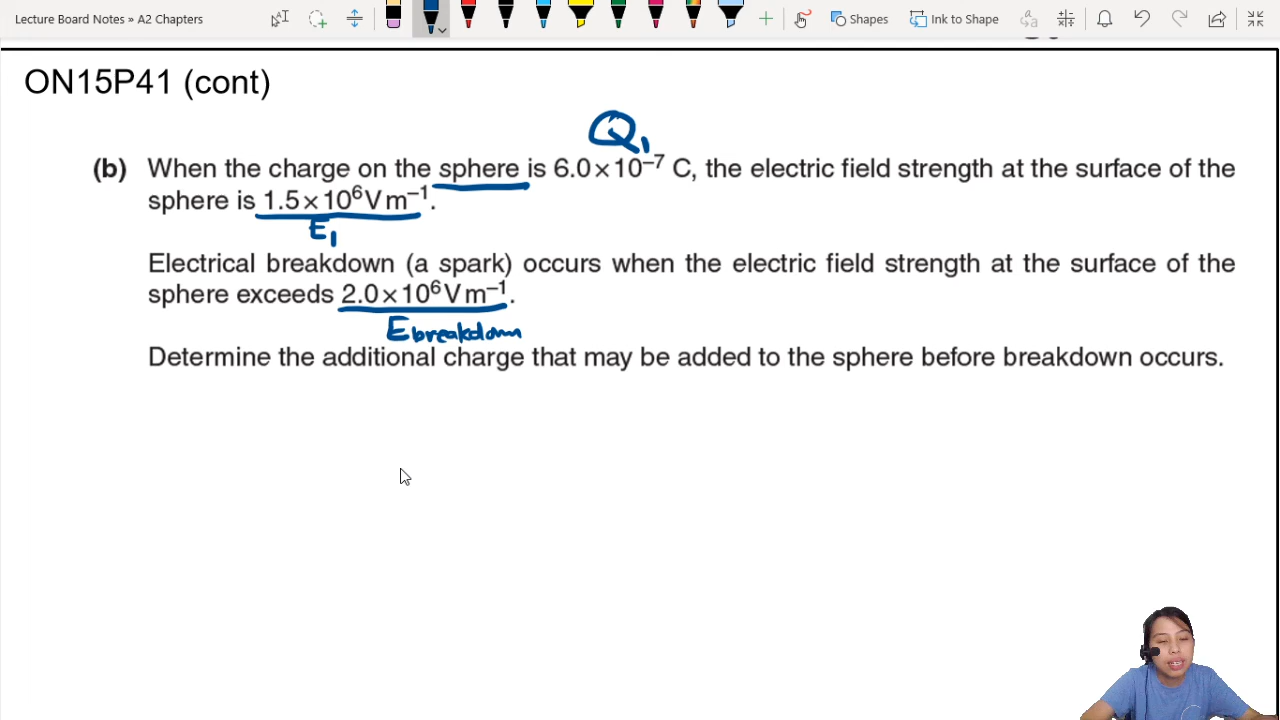 Lecture Board Notes » A2 Chapters
Shapes
Ink to Shape
ON15P41 (cont)
Q₁
(b) When the charge on the sphere is 6.0×10⁻⁷ C, the electric field strength at the surface of the
sphere is 1.5×10⁶Vm⁻¹.
E₁
Electrical breakdown (a spark) occurs when the electric field strength at the surface of the
sphere exceeds 2.0×10⁶Vm⁻¹.
Ebreakdown
Determine the additional charge that may be added to the sphere before breakdown occurs.